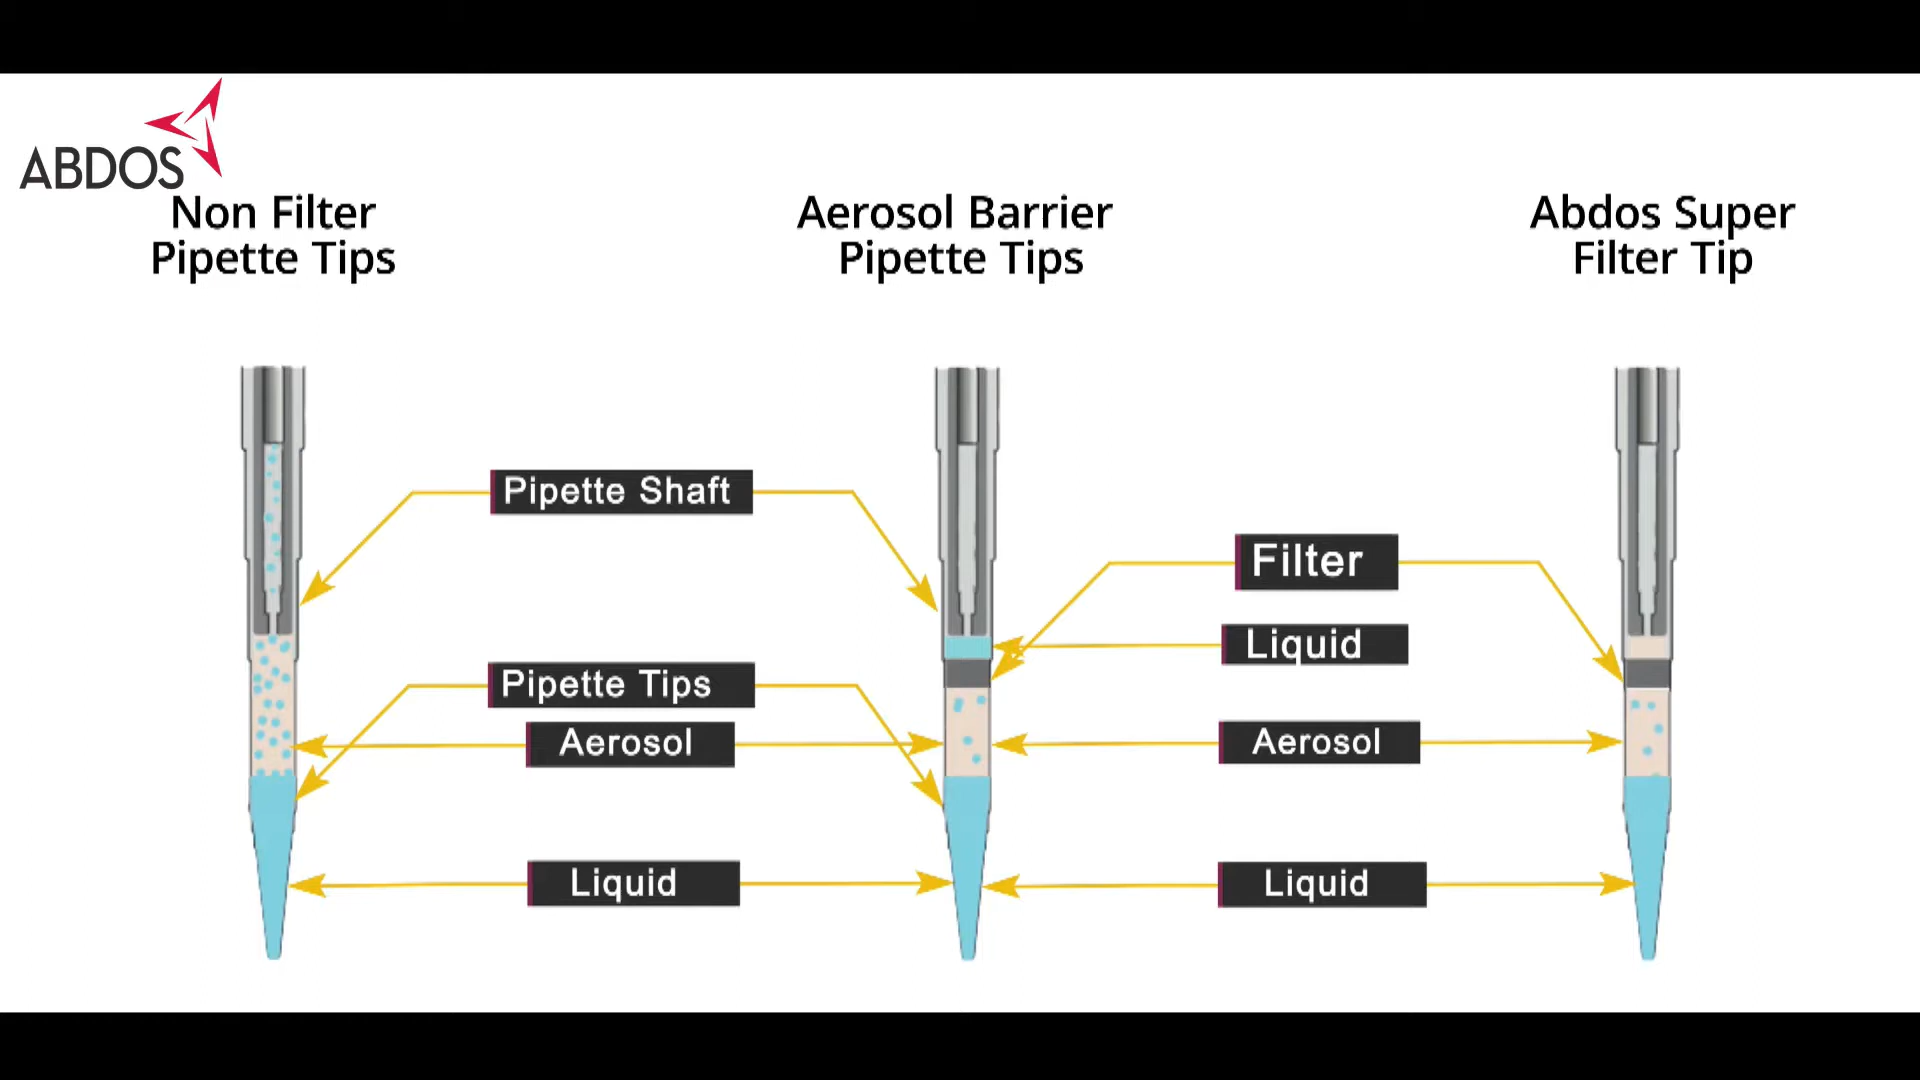 ABDOS
Non Filter
Pipette Tips
Aerosol Barrier
Pipette Tips
Abdos Super
Filter Tip
Pipette Shaft
Filter
Liquid
Pipette Tips
Aerosol
Aerosol
Liquid
Liquid